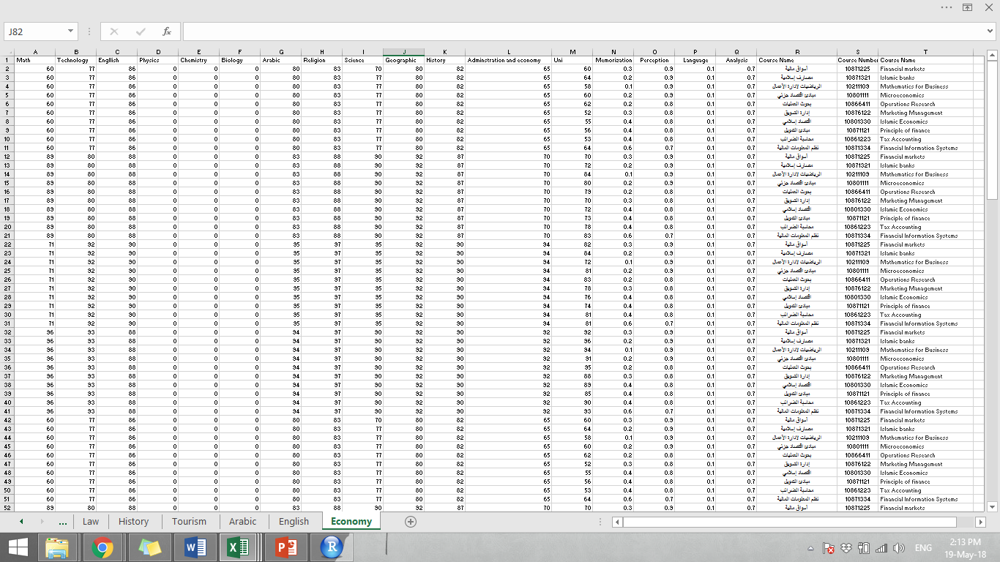 J82
fx
A B C D E F G H I J K L M N O P Q R S T
1 Math Technology Engllish Physics Chemistry Biology Arabic Religion Science Geographic History Adminstration and economy Uni Memorization Perception Language Analysis Course Name Course Number Course Name
2 60 77 86 0 0 0 80 83 70 80 82 65 60 0.3 0.9 0.1 0.7 أسواق مالية 10871225 Financial markets
3 60 77 86 0 0 0 80 83 77 80 82 65 64 0.2 0.9 0.1 0.7 مصارف إسلامية 10871321 Islamic banks
4 60 77 86 0 0 0 80 83 77 80 82 65 58 0.1 0.9 0.1 0.7 الرياضيات لإدارة الأعمال 10211109 Mathematics for Business
5 60 77 86 0 0 0 80 83 77 80 82 65 60 0.2 0.9 0.1 0.7 مبادئ اقتصاد جزئي 10801111 Microeconomics
6 60 77 86 0 0 0 80 83 77 80 82 65 62 0.2 0.8 0.1 0.7 بحوث العمليات 10866411 Operations Research
7 60 77 86 0 0 0 80 83 77 80 82 65 52 0.3 0.8 0.1 0.7 إدارة التسويق 10876122 Marketing Management
8 60 77 86 0 0 0 80 83 77 80 82 65 55 0.4 0.8 0.1 0.7 اقتصاد إسلامي 10801330 Islamic Economics
9 60 77 86 0 0 0 80 83 77 80 82 65 56 0.4 0.8 0.1 0.7 مبادئ التمويل 10871121 Principle of finance
10 60 77 86 0 0 0 80 83 77 80 82 65 53 0.4 0.8 0.1 0.7 محاسبة الضرائب 10861223 Tax Accounting
11 60 77 86 0 0 0 80 83 77 80 82 65 64 0.6 0.7 0.1 0.7 نظم المعلومات المالية 10871334 Financial Information Systems
12 89 80 88 0 0 0 83 88 90 92 87 70 70 0.3 0.9 0.1 0.7 أسواق مالية 10871225 Financial markets
13 89 80 88 0 0 0 83 88 90 92 87 70 72 0.2 0.9 0.1 0.7 مصارف إسلامية 10871321 Islamic banks
14 89 80 88 0 0 0 83 88 90 92 87 70 84 0.1 0.9 0.1 0.7 الرياضيات لإدارة الأعمال 10211109 Mathematics for Business
15 89 80 88 0 0 0 83 88 90 92 87 70 80 0.2 0.9 0.1 0.7 مبادئ اقتصاد جزئي 10801111 Microeconomics
16 89 80 88 0 0 0 83 88 90 92 87 70 79 0.2 0.8 0.1 0.7 بحوث العمليات 10866411 Operations Research
17 89 80 88 0 0 0 83 88 90 92 87 70 70 0.3 0.8 0.1 0.7 إدارة التسويق 10876122 Marketing Management
18 89 80 88 0 0 0 83 88 90 92 87 70 72 0.4 0.8 0.1 0.7 اقتصاد إسلامي 10801330 Islamic Economics
19 89 80 88 0 0 0 83 88 90 92 87 70 73 0.4 0.8 0.1 0.7 مبادئ التمويل 10871121 Principle of finance
20 89 80 88 0 0 0 83 88 90 92 87 70 78 0.4 0.8 0.1 0.7 محاسبة الضرائب 10861223 Tax Accounting
21 89 80 88 0 0 0 83 88 90 92 87 70 83 0.6 0.7 0.1 0.7 نظم المعلومات المالية 10871334 Financial Information Systems
22 71 92 90 0 0 0 95 97 95 92 90 94 82 0.3 0.9 0.1 0.7 أسواق مالية 10871225 Financial markets
23 71 92 90 0 0 0 95 97 95 92 90 94 84 0.2 0.9 0.1 0.7 مصارف إسلامية 10871321 Islamic banks
24 71 92 90 0 0 0 95 97 95 92 90 94 72 0.1 0.9 0.1 0.7 الرياضيات لإدارة الأعمال 10211109 Mathematics for Business
25 71 92 90 0 0 0 95 97 95 92 90 94 81 0.2 0.9 0.1 0.7 مبادئ اقتصاد جزئي 10801111 Microeconomics
26 71 92 90 0 0 0 95 97 95 92 90 94 83 0.2 0.8 0.1 0.7 بحوث العمليات 10866411 Operations Research
27 71 92 90 0 0 0 95 97 95 92 90 94 78 0.3 0.8 0.1 0.7 إدارة التسويق 10876122 Marketing Management
28 71 92 90 0 0 0 95 97 95 92 90 94 76 0.4 0.8 0.1 0.7 اقتصاد إسلامي 10801330 Islamic Economics
29 71 92 90 0 0 0 95 97 95 92 90 94 74 0.4 0.8 0.1 0.7 مبادئ التمويل 10871121 Principle of finance
30 71 92 90 0 0 0 95 97 95 92 90 94 81 0.4 0.8 0.1 0.7 محاسبة الضرائب 10861223 Tax Accounting
31 71 92 90 0 0 0 95 97 95 92 90 94 81 0.6 0.7 0.1 0.7 نظم المعلومات المالية 10871334 Financial Information Systems
32 96 93 88 0 0 0 94 97 90 92 90 92 92 0.3 0.9 0.1 0.7 أسواق مالية 10871225 Financial markets
33 96 93 88 0 0 0 94 97 90 92 90 92 96 0.2 0.9 0.1 0.7 مصارف إسلامية 10871321 Islamic banks
34 96 93 88 0 0 0 94 97 90 92 90 92 94 0.1 0.9 0.1 0.7 الرياضيات لإدارة الأعمال 10211109 Mathematics for Business
35 96 93 88 0 0 0 94 97 90 92 90 92 91 0.2 0.9 0.1 0.7 مبادئ اقتصاد جزئي 10801111 Microeconomics
36 96 93 88 0 0 0 94 97 90 92 90 92 95 0.2 0.8 0.1 0.7 بحوث العمليات 10866411 Operations Research
37 96 93 88 0 0 0 94 97 90 92 90 92 88 0.3 0.8 0.1 0.7 إدارة التسويق 10876122 Marketing Management
38 96 93 88 0 0 0 94 97 90 92 90 92 89 0.4 0.8 0.1 0.7 اقتصاد إسلامي 10801330 Islamic Economics
39 96 93 88 0 0 0 94 97 90 92 90 92 85 0.4 0.8 0.1 0.7 مبادئ التمويل 10871121 Principle of finance
40 96 93 88 0 0 0 94 97 90 92 90 92 90 0.4 0.8 0.1 0.7 محاسبة الضرائب 10861223 Tax Accounting
41 96 93 88 0 0 0 94 97 90 92 90 92 93 0.6 0.7 0.1 0.7 نظم المعلومات المالية 10871334 Financial Information Systems
42 60 77 86 0 0 0 80 83 70 80 82 65 60 0.3 0.9 0.1 0.7 أسواق مالية 10871225 Financial markets
43 60 77 86 0 0 0 80 83 77 80 82 65 64 0.2 0.9 0.1 0.7 مصارف إسلامية 10871321 Islamic banks
44 60 77 86 0 0 0 80 83 77 80 82 65 58 0.1 0.9 0.1 0.7 الرياضيات لإدارة الأعمال 10211109 Mathematics for Business
45 60 77 86 0 0 0 80 83 77 80 82 65 60 0.2 0.9 0.1 0.7 مبادئ اقتصاد جزئي 10801111 Microeconomics
46 60 77 86 0 0 0 80 83 77 80 82 65 62 0.2 0.8 0.1 0.7 بحوث العمليات 10866411 Operations Research
47 60 77 86 0 0 0 80 83 77 80 82 65 52 0.3 0.8 0.1 0.7 إدارة التسويق 10876122 Marketing Management
48 60 77 86 0 0 0 80 83 77 80 82 65 55 0.4 0.8 0.1 0.7 اقتصاد إسلامي 10801330 Islamic Economics
49 60 77 86 0 0 0 80 83 77 80 82 65 56 0.4 0.8 0.1 0.7 مبادئ التمويل 10871121 Principle of finance
50 60 77 86 0 0 0 80 83 77 80 82 65 53 0.4 0.8 0.1 0.7 محاسبة الضرائب 10861223 Tax Accounting
51 60 77 86 0 0 0 80 83 77 80 82 65 64 0.6 0.7 0.1 0.7 نظم المعلومات المالية 10871334 Financial Information Systems
52 89 80 88 0 0 0 83 88 90 92 87 70 70 0.3 0.9 0.1 0.7 أسواق مالية 10871225 Financial markets
... Law History Tourism Arabic English Economy
ENG 2:13 PM
19-May-18